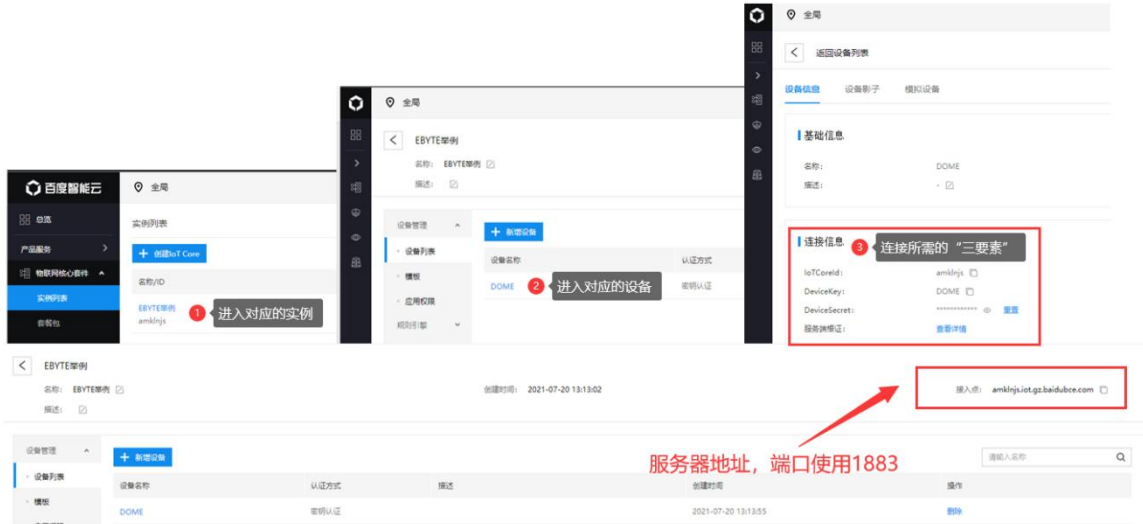 全局
返回设备列表
设备信息 设备影子 模拟设备
基础信息
名称: DOME
描述: -
连接信息 3 连接所需的“三要素”
IoTCoreId: amklnjs
DeviceKey: DOME
DeviceSecret: ************ 重置
服务端根证: 查看详情
全局
EBYTE举例
名称: EBYTE举例
描述:
设备管理
设备列表
模板
应用权限
规则引擎
+ 新增设备
设备名称 认证方式
DOME 2 进入对应的设备 密钥认证
百度智能云 全局
总览
产品服务
物联网核心套件
实例列表
套餐包
实例列表
+ 创建IoT Core
名称/ID
EBYTE举例
amklnjs
1 进入对应的实例
EBYTE举例
名称: EBYTE举例 创建时间: 2021-07-20 13:13:02 接入点: amklnjs.iot.gz.baidubce.com
描述:
服务器地址，端口使用1883
设备管理 + 新增设备 请输入名称
设备列表 设备名称 认证方式 描述 创建时间 操作
模板
DOME 密钥认证 2021-07-20 13:13:55 删除